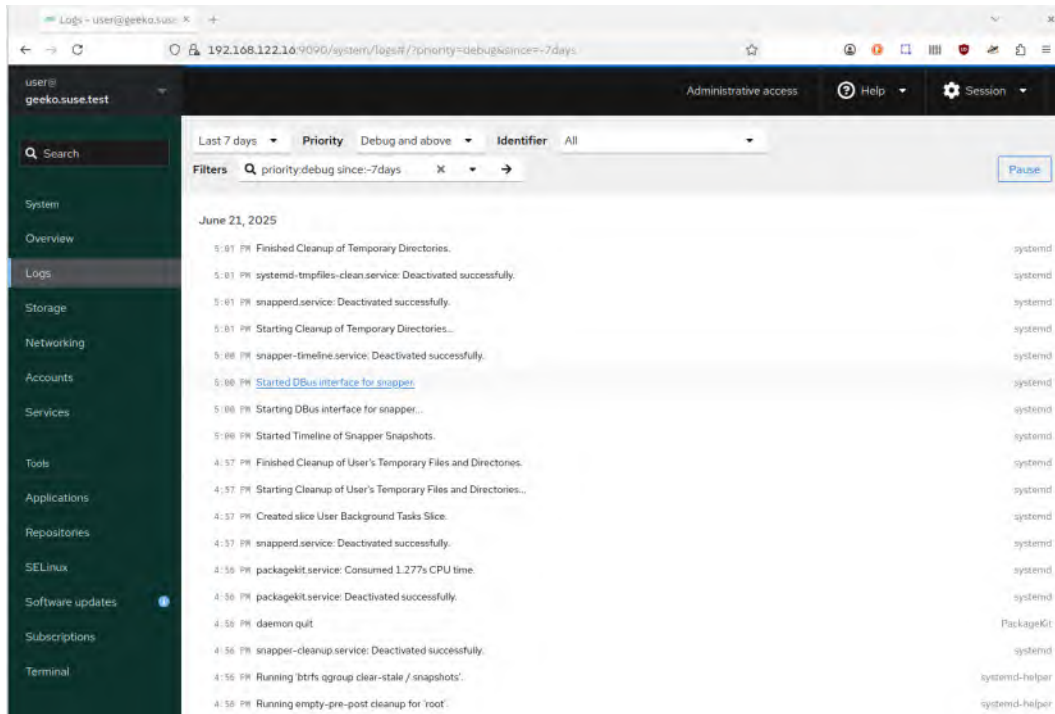 Logs - user@geeko.suse
192.168.122.16:9090/system/logs#/?priority=debug&since=-7days
user@
geeko.suse.test
Administrative access
Help
Session
Search
System
Overview
Logs
Storage
Networking
Accounts
Services
Tools
Applications
Repositories
SELinux
Software updates
Subscriptions
Terminal
Last 7 days
Priority
Debug and above
Identifier
All
Filters
priority:debug since:-7days
Pause
June 21, 2025
5:01 PM Finished Cleanup of Temporary Directories. systemd
5:01 PM systemd-tmpfiles-clean.service: Deactivated successfully. systemd
5:01 PM snapperd.service: Deactivated successfully. systemd
5:01 PM Starting Cleanup of Temporary Directories... systemd
5:00 PM snapper-timeline.service: Deactivated successfully. systemd
5:00 PM Started DBus interface for snapper. systemd
5:00 PM Starting DBus interface for snapper... systemd
5:00 PM Started Timeline of Snapper Snapshots. systemd
4:57 PM Finished Cleanup of User's Temporary Files and Directories. systemd
4:57 PM Starting Cleanup of User's Temporary Files and Directories... systemd
4:57 PM Created slice User Background Tasks Slice. systemd
4:57 PM snapperd.service: Deactivated successfully. systemd
4:56 PM packagekit.service: Consumed 1.277s CPU time. systemd
4:56 PM packagekit.service: Deactivated successfully. systemd
4:56 PM daemon quit PackageKit
4:56 PM snapper-cleanup.service: Deactivated successfully. systemd
4:56 PM Running 'btrfs qgroup clear-stale / snapshots'. systemd-helper
4:56 PM Running empty-pre-post cleanup for 'root'. systemd-helper